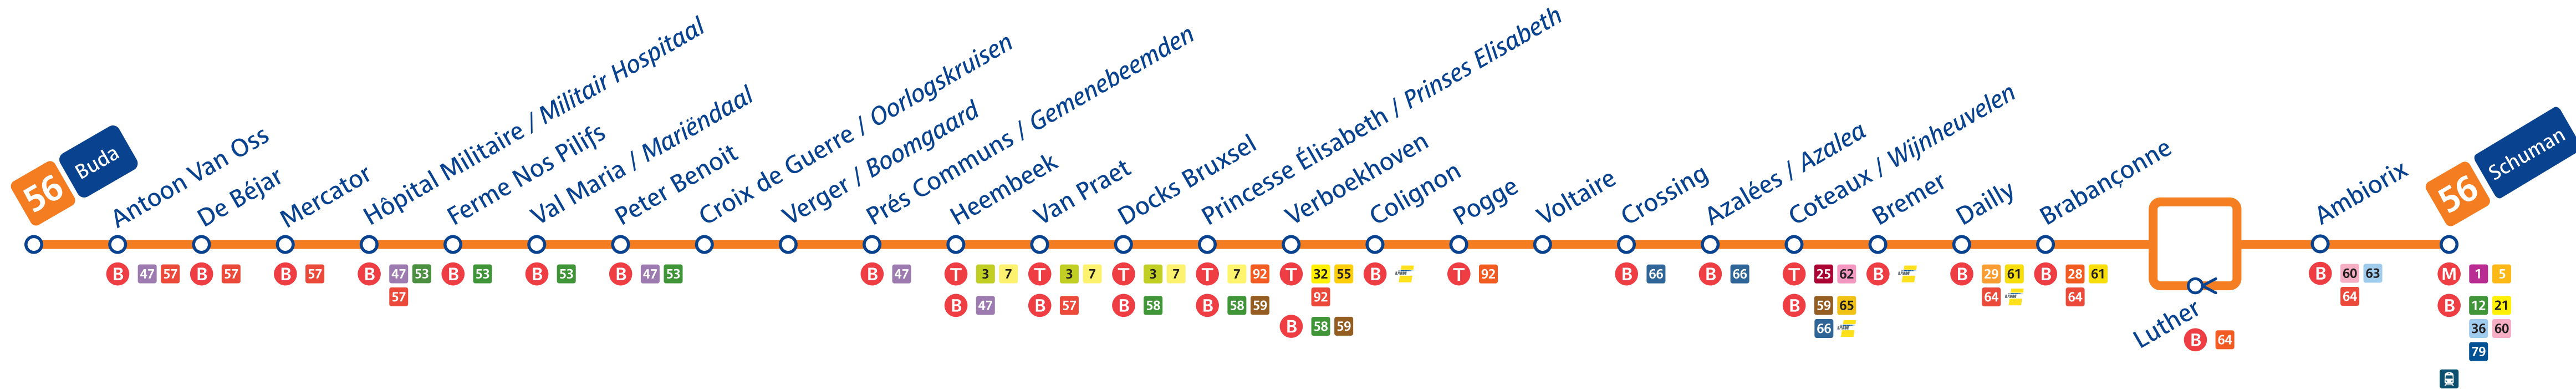 56 Buda
Antoon Van Oss
B 47 57
De Béjar
B 57
Mercator
B 57
Hôpital Militaire / Militair Hospitaal
B 47 53
57
Ferme Nos Pilifs
B 53
Val Maria / Mariëndaal
B 53
Peter Benoit
B 47 53
Croix de Guerre / Oorlogskruisen
Verger / Boomgaard
Prés Communs / Gemenebeemden
B 47
Heembeek
T 3 7
B 47
Van Praet
T 3 7
B 57
Docks Bruxsel
T 3 7
B 58
Princesse Élisabeth / Prinses Elisabeth
T 7 92
B 58 59
Verboekhoven
T 32 55
92
B 58 59
Colignon
B
Pogge
T 92
Voltaire
Crossing
B 66
Azalées / Azalea
B 66
Coteaux / Wijnheuvelen
T 25 62
B 59 65
66
Bremer
B
Dailly
B 29 61
64
Brabançonne
B 28 61
64
Luther
B 64
Ambiorix
B 60 63
64
56 Schuman
M 1 5
B 12 21
36 60
79